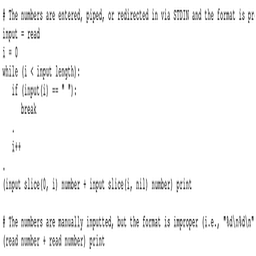 # The numbers are entered, piped, or redirected in via STDIN and the format is pr
input = read
i = 0
while (i < input length):
   if (input(i) == " "):
      break
   .
   i++
.
(input slice(0, i) number + input slice(i, nil) number) print

# The numbers are manually inputted, but the format is improper (i.e., "%d\n%d\n"
(read number + read number) print